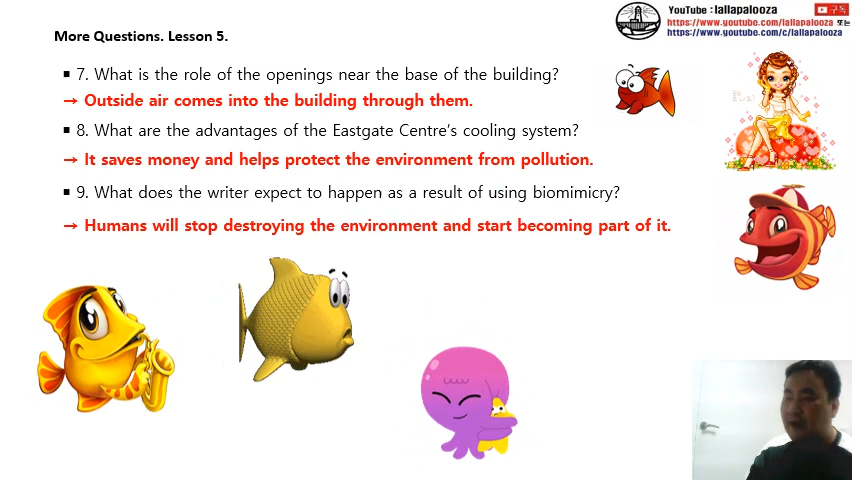 YouTube : lallapalooza
구독
https://www.youtube.com/lallapalooza 또는
https://www.youtube.com/c/lallapalooza
More Questions. Lesson 5.
▪ 7. What is the role of the openings near the base of the building?
→ Outside air comes into the building through them.
▪ 8. What are the advantages of the Eastgate Centre's cooling system?
→ It saves money and helps protect the environment from pollution.
▪ 9. What does the writer expect to happen as a result of using biomimicry?
→ Humans will stop destroying the environment and start becoming part of it.